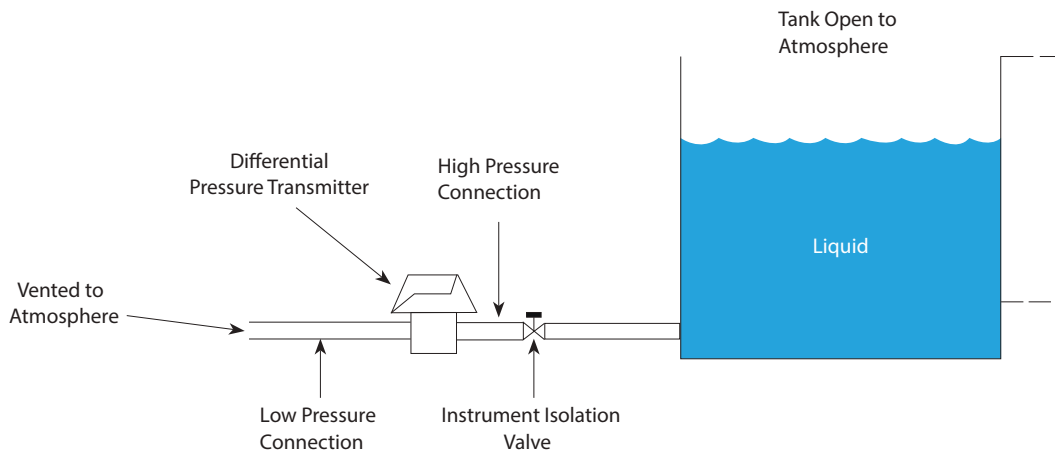 Tank Open to
Atmosphere
Differential
Pressure Transmitter
High Pressure
Connection
Liquid
Vented to
Atmosphere
Low Pressure
Connection
Instrument Isolation
Valve